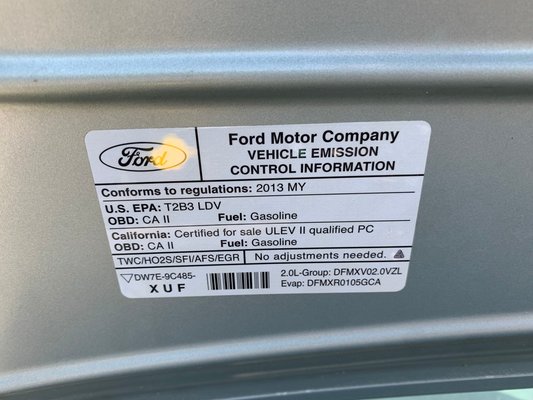 Ford
Ford Motor Company
VEHICLE EMISSION
CONTROL INFORMATION
Conforms to regulations: 2013 MY
U.S. EPA: T2B3 LDV
OBD: CA II Fuel: Gasoline
California: Certified for sale ULEV II qualified PC
OBD: CA II Fuel: Gasoline
TWC/HO2S/SFI/AFS/EGR No adjustments needed.
DW7E-9C485-
XUF
2.0L-Group: DFMXV02.0VZL
Evap: DFMXR0105GCA